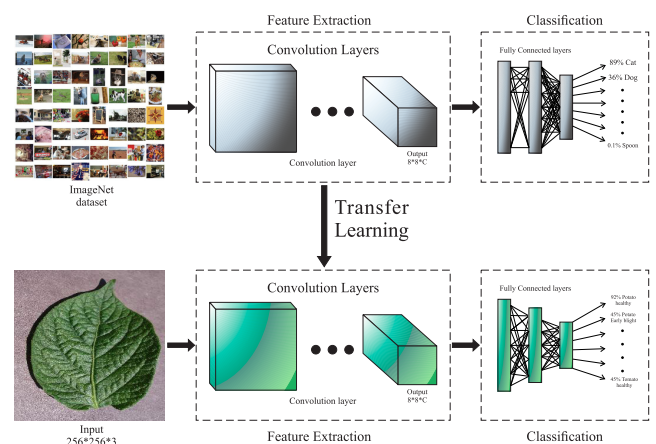 Feature Extraction
Classification
Convolution Layers
Fully Connected layers
89% Cat
36% Dog
0.1% Spoon
Convolution layer
Output
8*8*C
ImageNet
dataset
Transfer
Learning
Convolution Layers
Fully Connected layers
92% Potato
healthy
45% Potato
Early blight
45% Tomato
healthy
Convolution layer
Output
8*8*C
Input
256*256*3
Feature Extraction
Classification